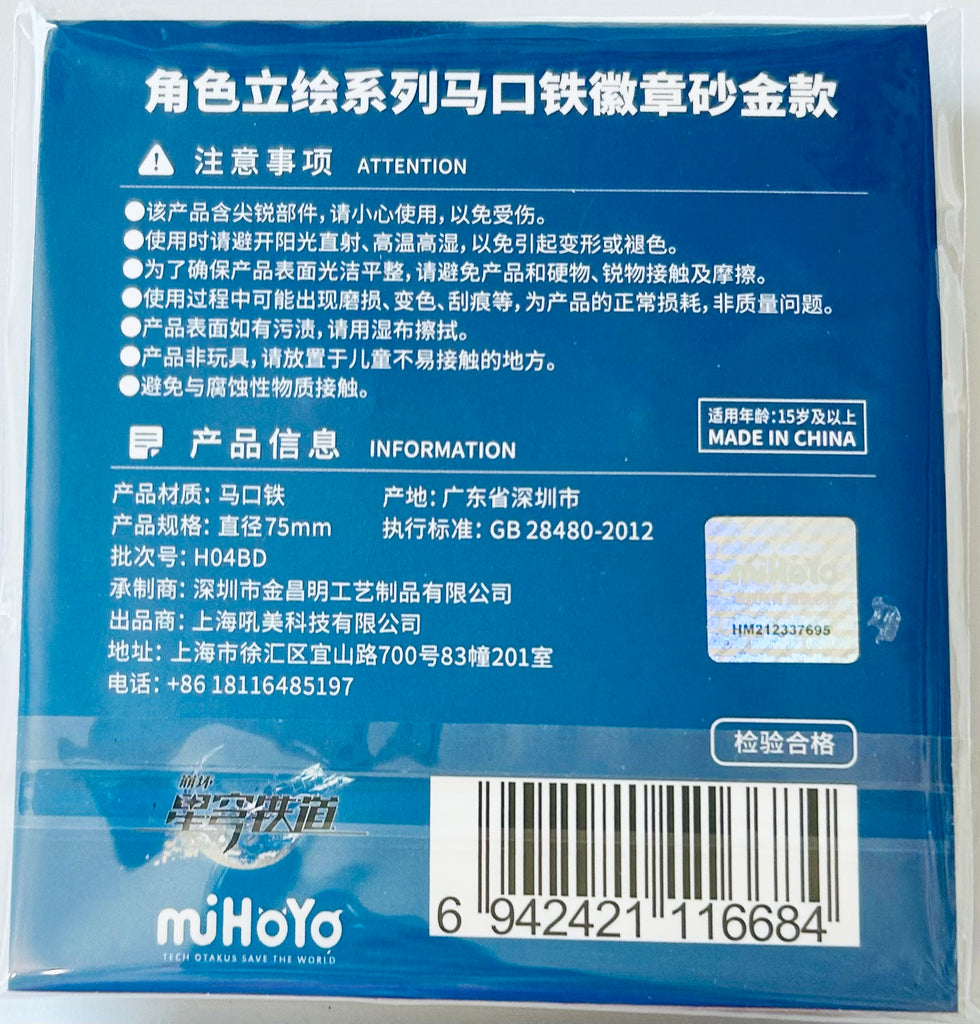 角色立绘系列马口铁徽章砂金款
注意事项 ATTENTION
●该产品含尖锐部件,请小心使用,以免受伤。
●使用时请避开阳光直射、高温高湿,以免引起变形或褪色。
●为了确保产品表面光洁平整,请避免产品和硬物、锐物接触及摩擦。
●使用过程中可能出现磨损、变色、刮痕等,为产品的正常损耗,非质量问题。
●产品表面如有污渍,请用湿布擦拭。
●产品非玩具,请放置于儿童不易接触的地方。
●避免与腐蚀性物质接触。
适用年龄:15岁及以上
MADE IN CHINA
产品信息 INFORMATION
产品材质: 马口铁 产地: 广东省深圳市
产品规格: 直径75mm 执行标准: GB 28480-2012
批次号: H04BD
承制商: 深圳市金昌明工艺制品有限公司
出品商: 上海吼美科技有限公司
地址: 上海市徐汇区宜山路700号83幢201室
电话: +86 18116485197
miHoYo
HM212337695
检验合格
崩坏
星穹铁道
miHoYo
TECH OTAKUS SAVE THE WORLD
6 942421 116684